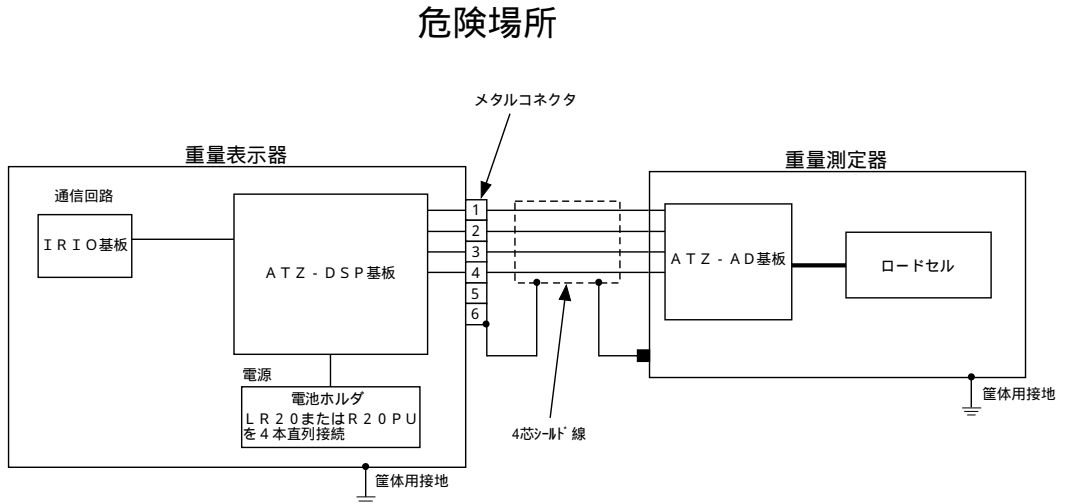 危険場所
メタルコネクタ
重量表示器
重量測定器
通信回路
IRIO基板
ATZ-DSP基板
1
2
3
4
5
6
ATZ-AD基板
ロードセル
電源
電池ホルダ
LR20またはR20PU
を4本直列接続
4芯ｼｰﾙﾄﾞ線
筐体用接地
筐体用接地